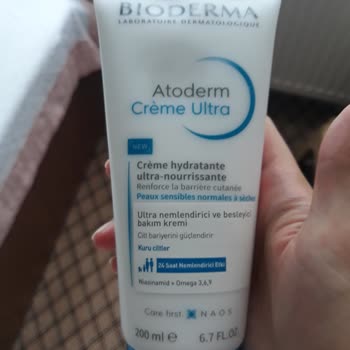 BIODERMA
LABORATOIRE DERMATOLOGIQUE
Atoderm
Crème Ultra
NEW
Crème hydratante
ultra-nourrissante
Renforce la barrière cutanée
Peaux sensibles normales à sèches
Ultra nemlendirici ve besleyici
bakım kremi
Cilt bariyerini güçlendirir
Kuru ciltler
24 Saat Nemlendirici Etki
Niacinamid + Omega 3,6,9
Care first NAOS
200 ml e 6.7 FL.OZ